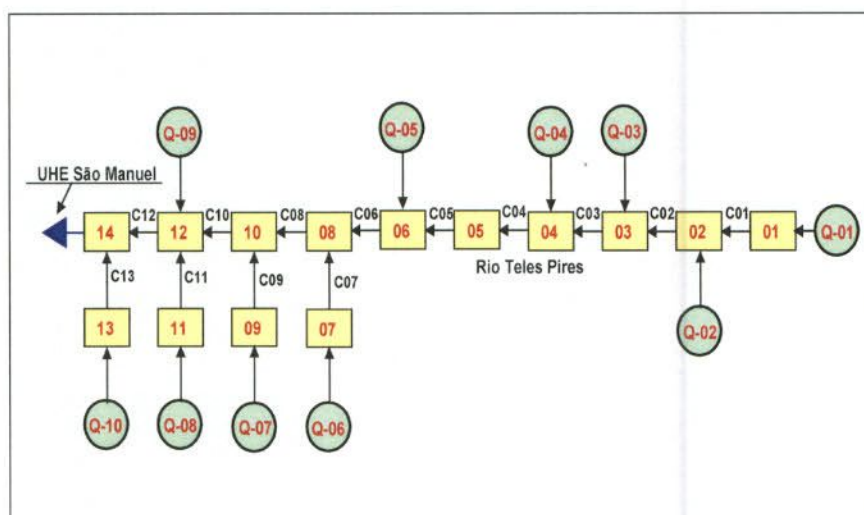 Q-09
Q-05
Q-04
Q-03
UHE São Manuel
14
C12
12
C10
10
C08
08
C06
06
C05
05
C04
04
C03
03
C02
02
C01
01
Q-01
Rio Teles Pires
C13
C11
C09
C07
Q-02
13
11
09
07
Q-10
Q-08
Q-07
Q-06